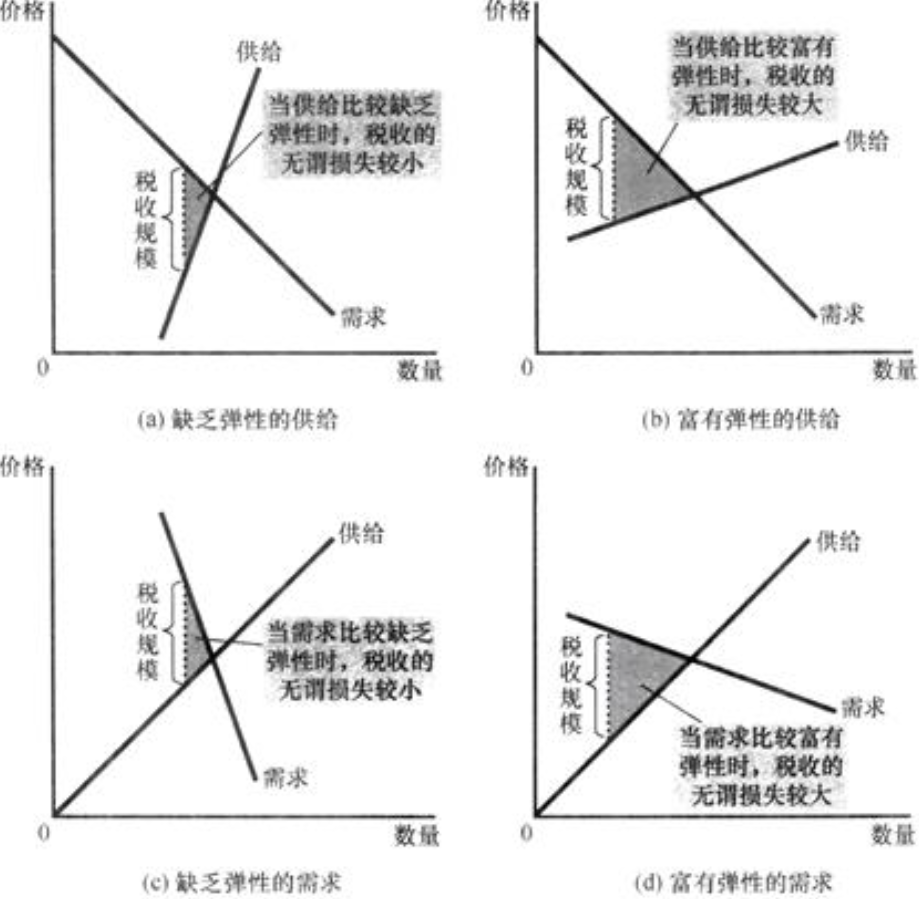 价格
供给
当供给比较缺乏
弹性时，税收的
无谓损失较小
税收规模
需求
0
数量
(a) 缺乏弹性的供给
价格
当供给比较富有
弹性时，税收的
无谓损失较大
税收规模
供给
需求
0
数量
(b) 富有弹性的供给
价格
供给
税收规模
当需求比较缺乏
弹性时，税收的
无谓损失较小
需求
0
数量
(c) 缺乏弹性的需求
价格
供给
税收规模
需求
当需求比较富有
弹性时，税收的
无谓损失较大
0
数量
(d) 富有弹性的需求